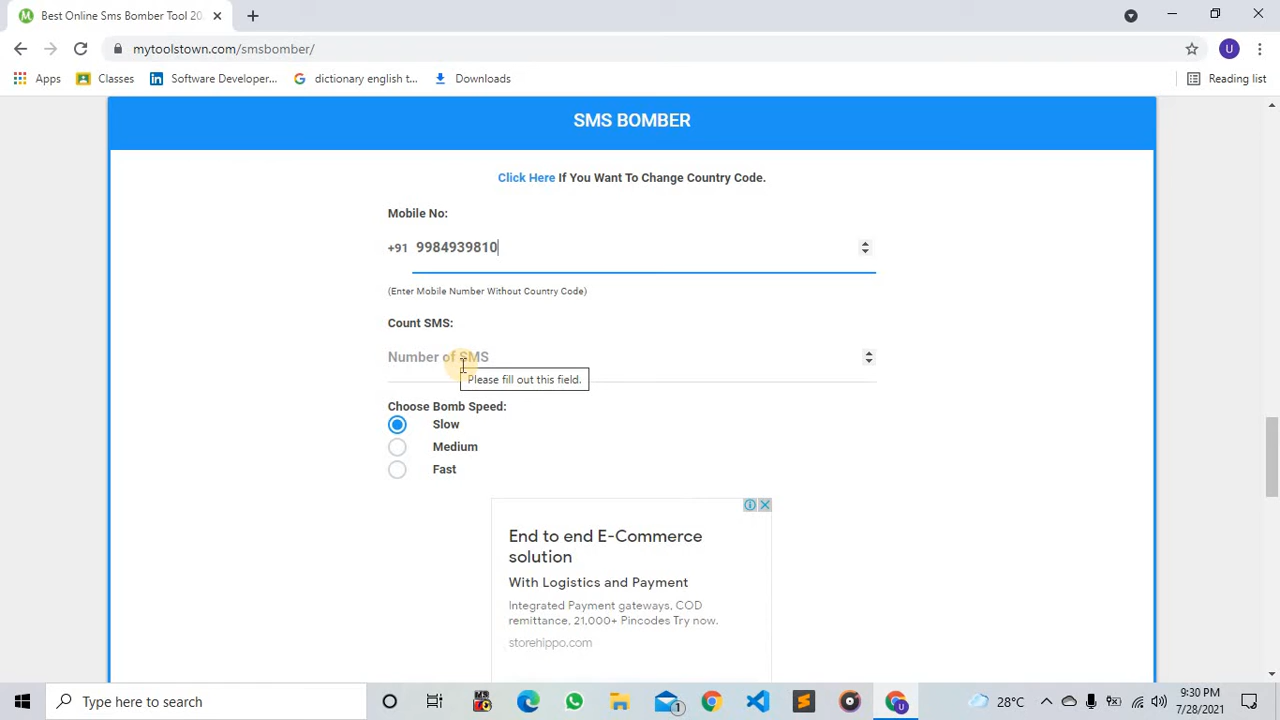 Best Online Sms Bomber Tool 20
mytoolstown.com/smsbomber/
U
Apps
Classes
Software Developer...
dictionary english t...
Downloads
Reading list
SMS BOMBER
Click Here If You Want To Change Country Code.
Mobile No:
+91 9984939810
(Enter Mobile Number Without Country Code)
Count SMS:
Number of SMS
Please fill out this field.
Choose Bomb Speed:
Slow
Medium
Fast
End to end E-Commerce
solution
With Logistics and Payment
Integrated Payment gateways, COD
remittance, 21,000+ Pincodes Try now.
storehippo.com
Type here to search
1
U
28°C
9:30 PM
7/28/2021